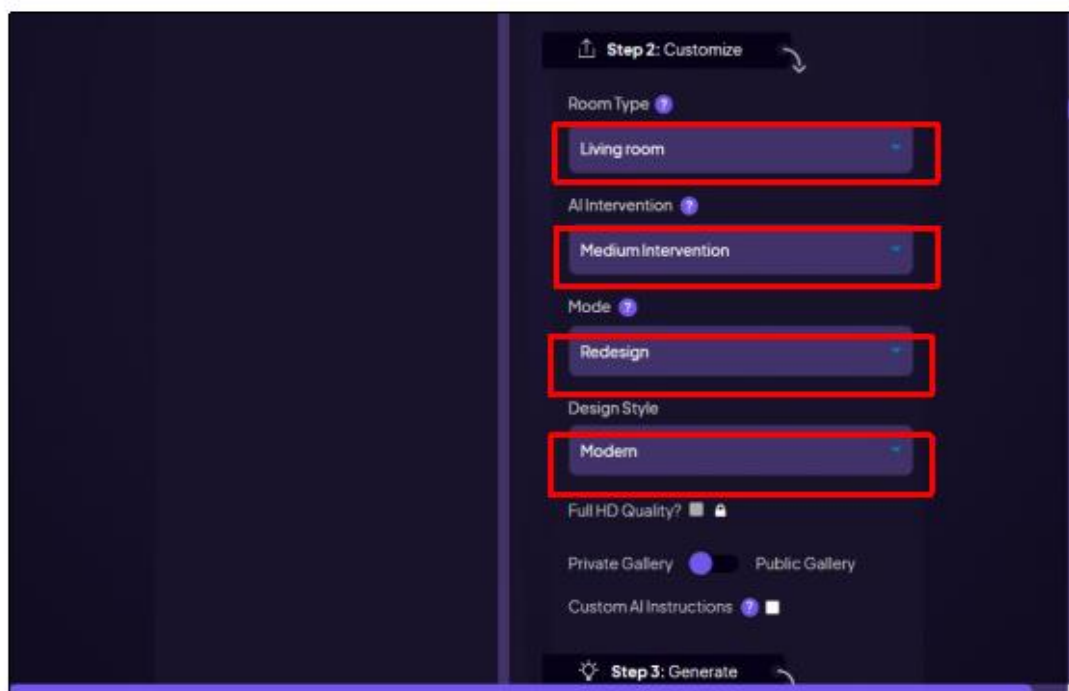 Step 2: Customize
Room Type ?
Living room
AI Intervention ?
Medium Intervention
Mode ?
Redesign
Design Style
Modern
Full HD Quality?
Private Gallery Public Gallery
Custom AI Instructions ?
Step 3: Generate